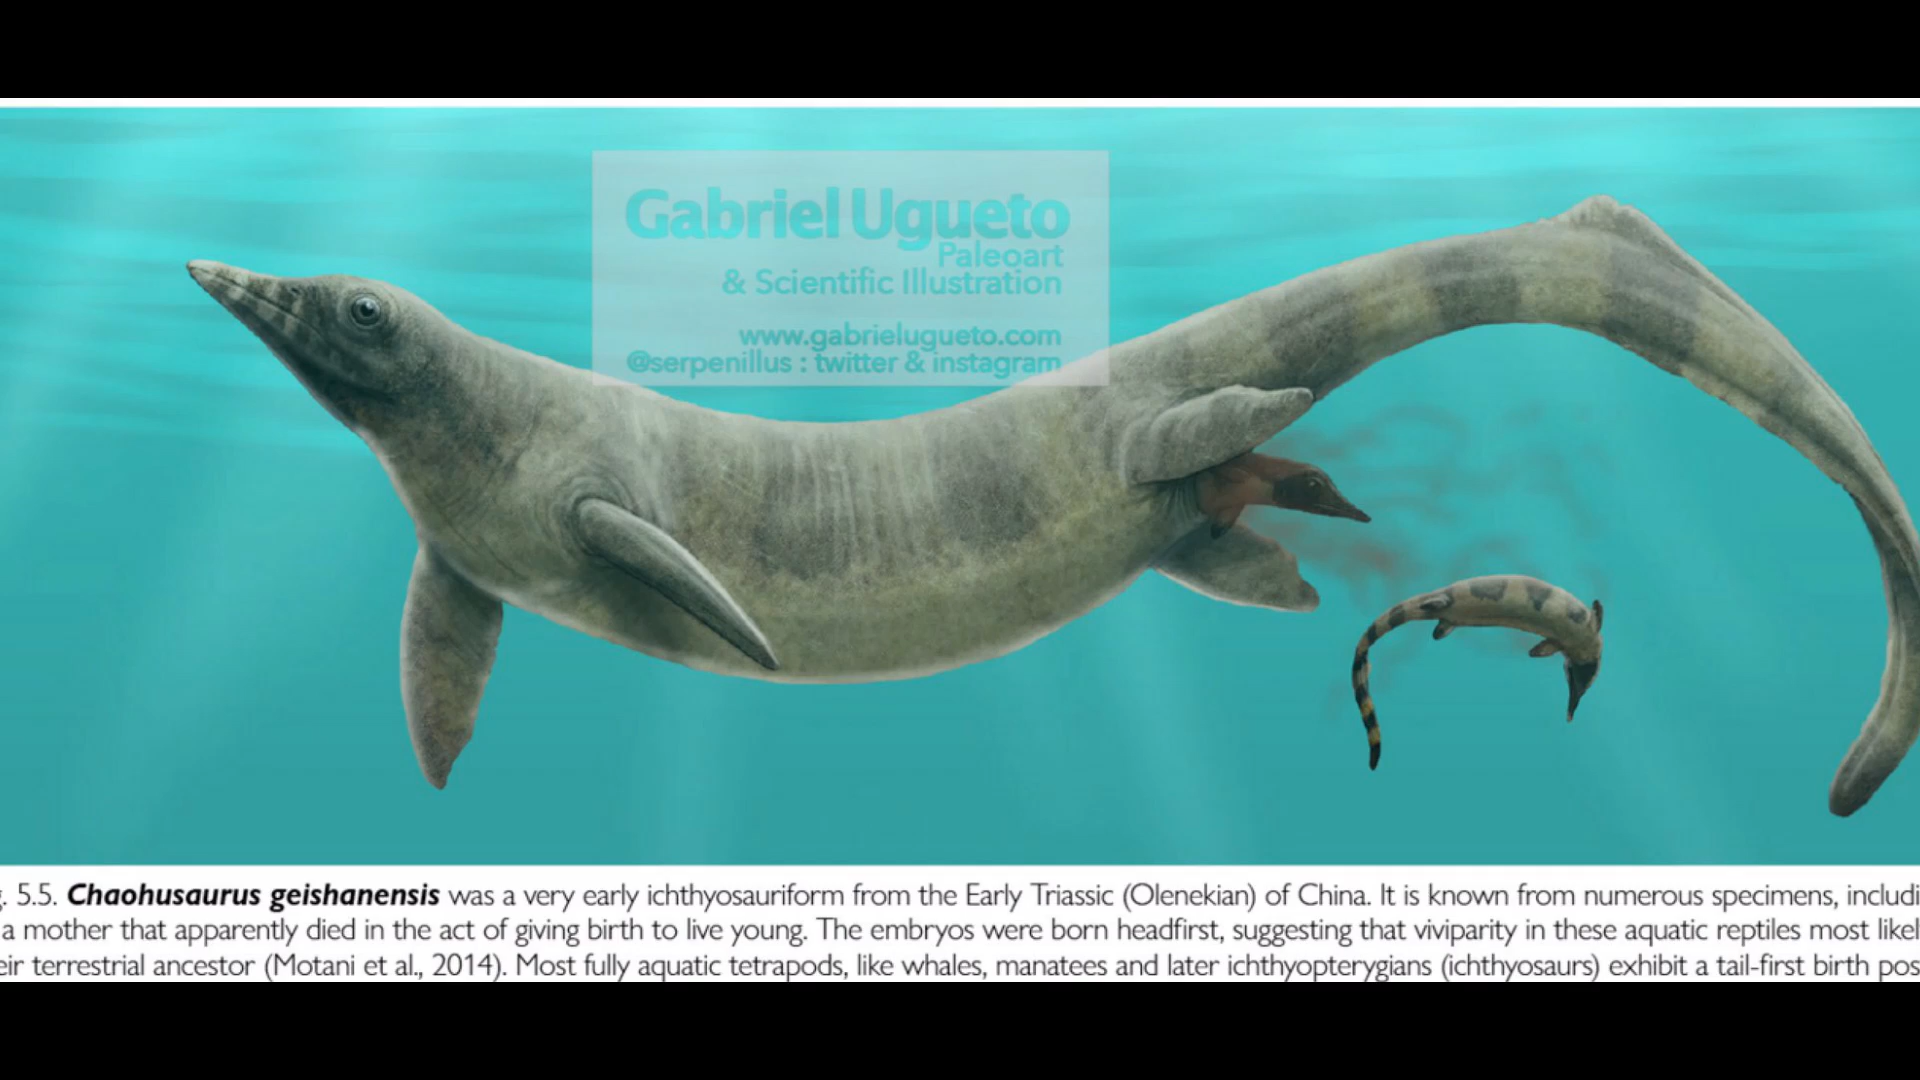 Gabriel Ugueto
Paleoart
& Scientific Illustration
www.gabrielugueto.com
@serpenillus : twitter & instagram
. 5.5. Chaohusaurus geishanensis was a very early ichthyosauriform from the Early Triassic (Olenekian) of China. It is known from numerous specimens, includi
a mother that apparently died in the act of giving birth to live young. The embryos were born headfirst, suggesting that viviparity in these aquatic reptiles most likel
eir terrestrial ancestor (Motani et al., 2014). Most fully aquatic tetrapods, like whales, manatees and later ichthyopterygians (ichthyosaurs) exhibit a tail-first birth pos